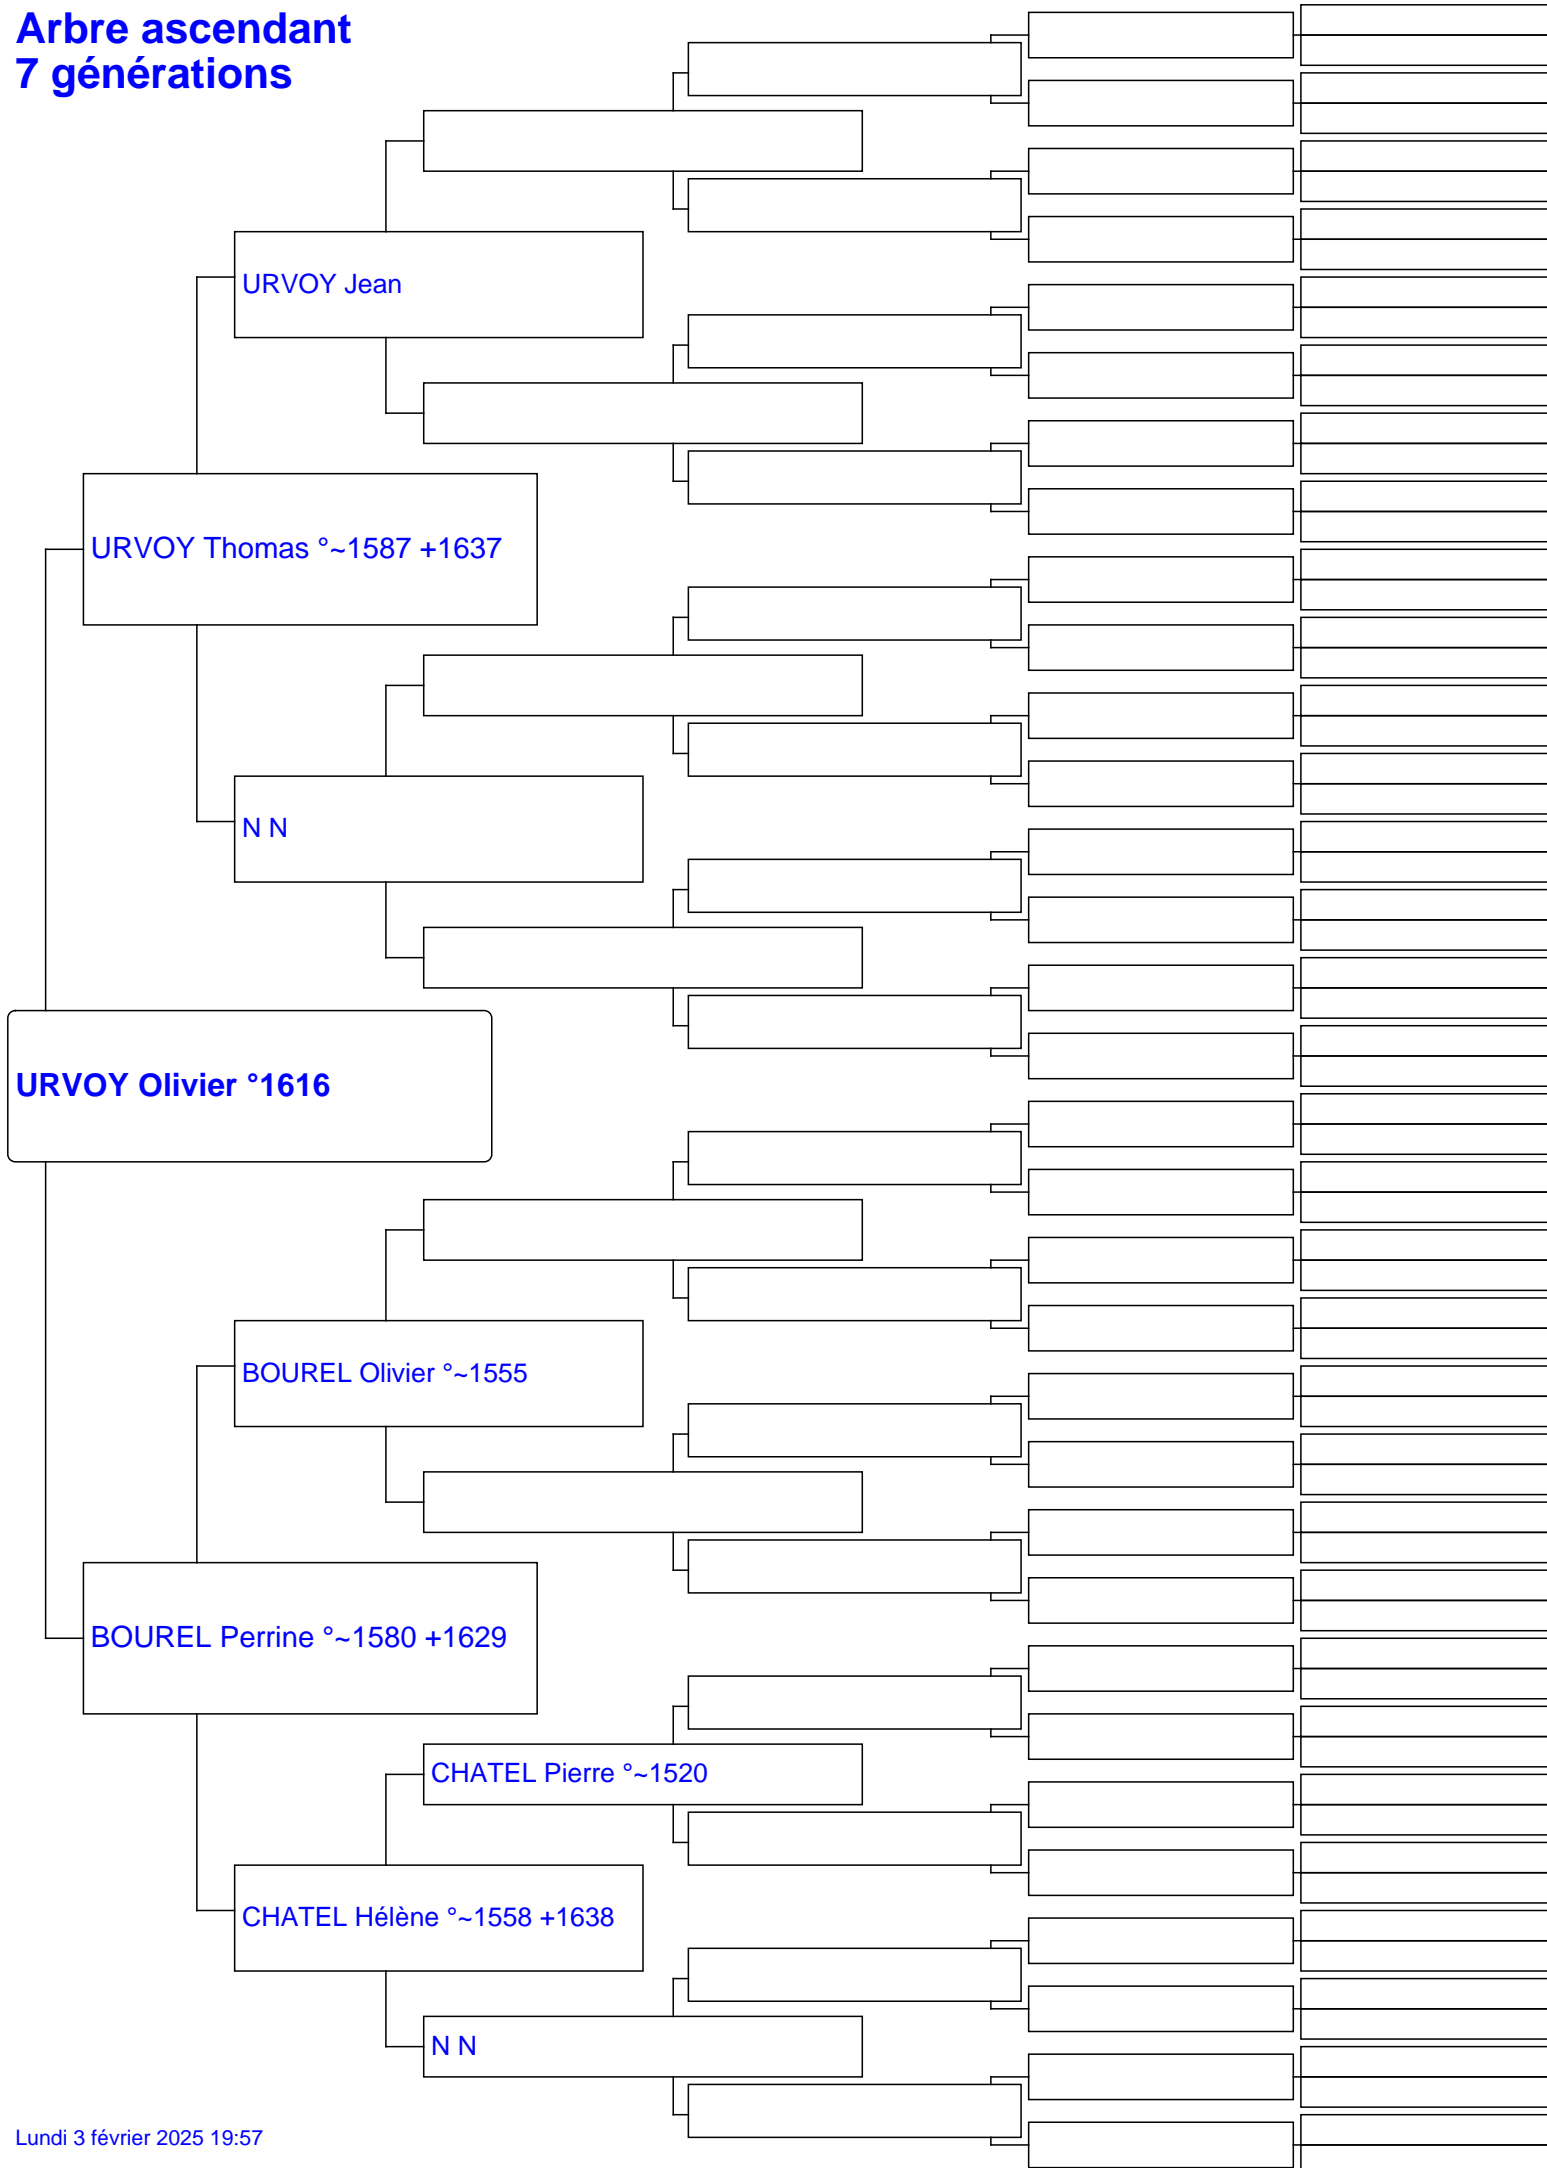 Arbre ascendant
7 générations
URVOY Jean
URVOY Thomas °~1587 +1637
N N
URVOY Olivier °1616
BOUREL Olivier °~1555
BOUREL Perrine °~1580 +1629
CHATEL Pierre °~1520
CHATEL Hélène °~1558 +1638
N N
Lundi 3 février 2025 19:57